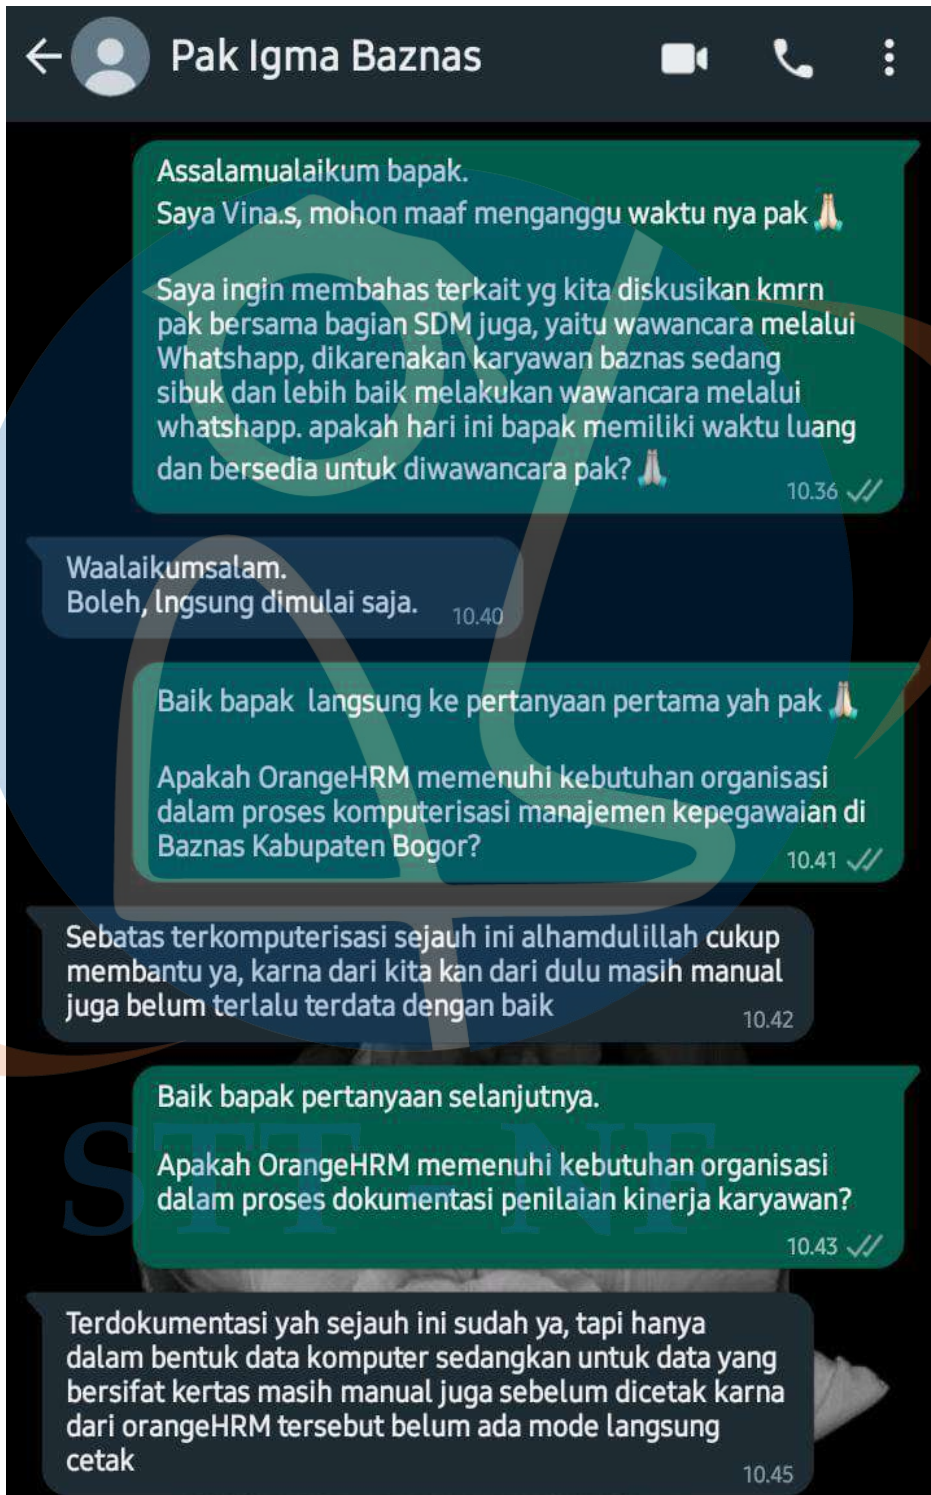 Pak Igma Baznas
Assalamualaikum bapak.
Saya Vina.s, mohon maaf menganggu waktu nya pak 🙏🏻
Saya ingin membahas terkait yg kita diskusikan kmrn
pak bersama bagian SDM juga, yaitu wawancara melalui
Whatshapp, dikarenakan karyawan baznas sedang
sibuk dan lebih baik melakukan wawancara melalui
whatshapp. apakah hari ini bapak memiliki waktu luang
dan bersedia untuk diwawancara pak? 🙏🏻
10.36
Waalaikumsalam.
Boleh, lngsung dimulai saja.
10.40
Baik bapak langsung ke pertanyaan pertama yah pak 🙏🏻
Apakah OrangeHRM memenuhi kebutuhan organisasi
dalam proses komputerisasi manajemen kepegawaian di
Baznas Kabupaten Bogor?
10.41
Sebatas terkomputerisasi sejauh ini alhamdulillah cukup
membantu ya, karna dari kita kan dari dulu masih manual
juga belum terlalu terdata dengan baik
10.42
Baik bapak pertanyaan selanjutnya.
Apakah OrangeHRM memenuhi kebutuhan organisasi
dalam proses dokumentasi penilaian kinerja karyawan?
10.43
STT - NF
Terdokumentasi yah sejauh ini sudah ya, tapi hanya
dalam bentuk data komputer sedangkan untuk data yang
bersifat kertas masih manual juga sebelum dicetak karna
dari orangeHRM tersebut belum ada mode langsung
cetak
10.45